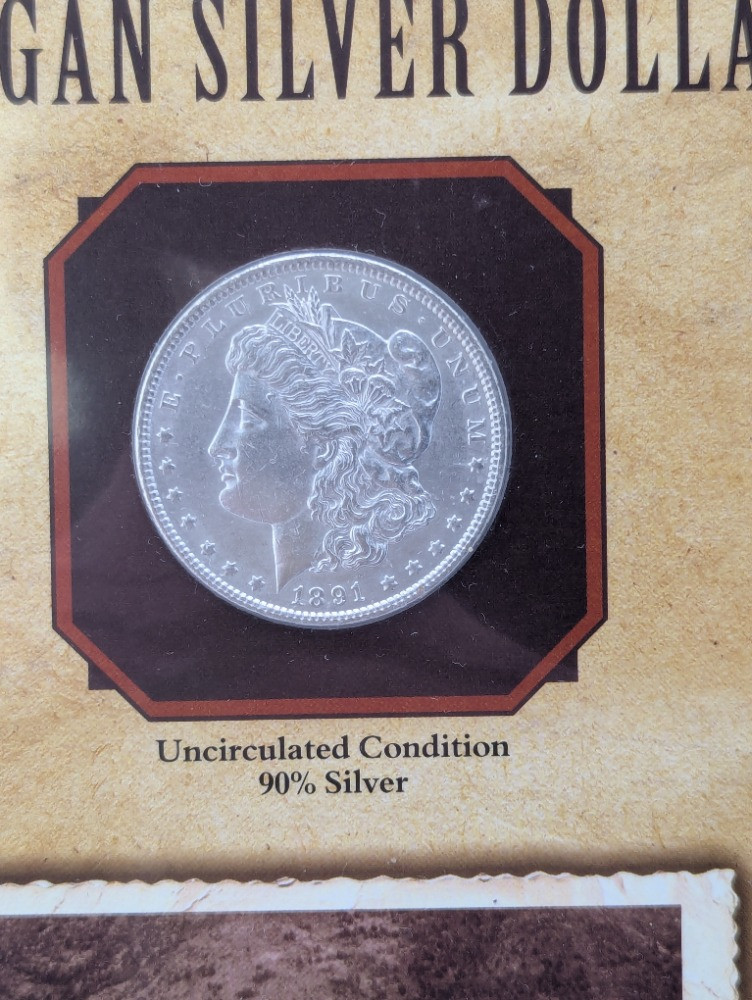 GAN SILVER DOLLA
E · PLURIBUS · UNUM
LIBERTY
1891
Uncirculated Condition
90% Silver